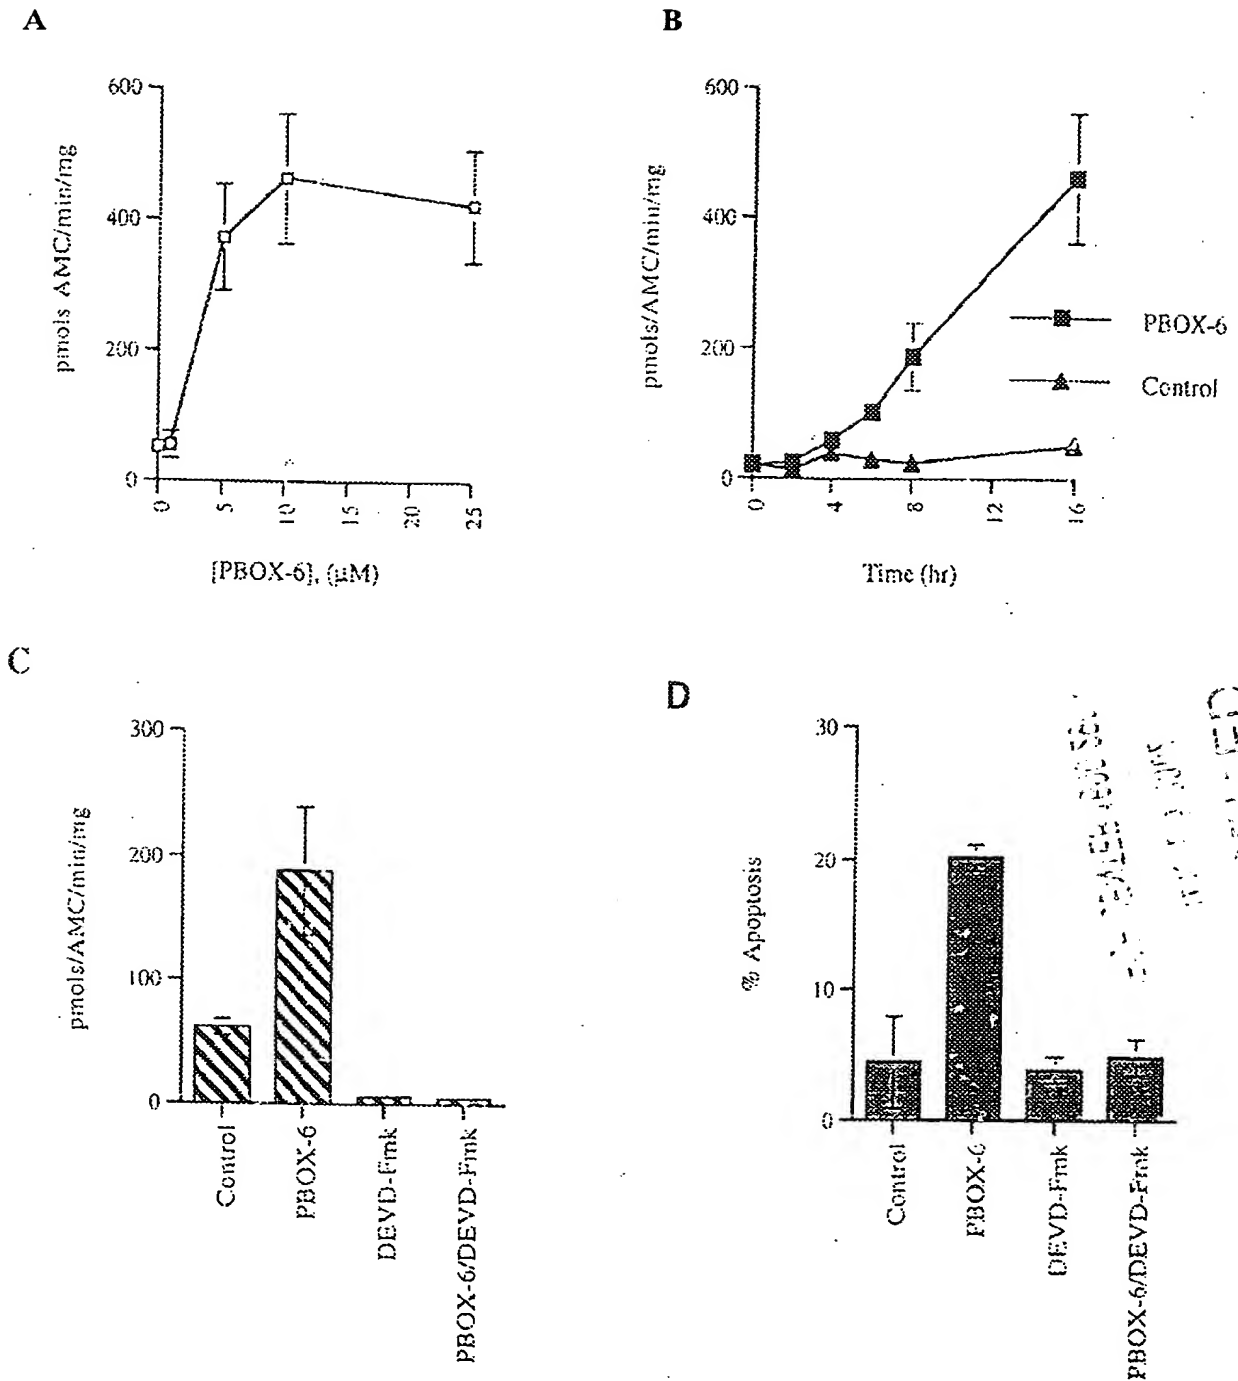 A
600
400
200
0
pmols AMC/min/mg
0 5 10 15 20 25
[PBOX-6], (µM)
B
600
400
200
0
pmols/AMC/min/mg
PBOX-6
Control
0 4 8 12 16
Time (hr)
C
300
200
100
0
pmols/AMC/min/mg
Control
PBOX-6
DEVD-Fmk
PBOX-6/DEVD-Fmk
D
30
20
10
0
% Apoptosis
Control
PBOX-6
DEVD-Fmk
PBOX-6/DEVD-Fmk